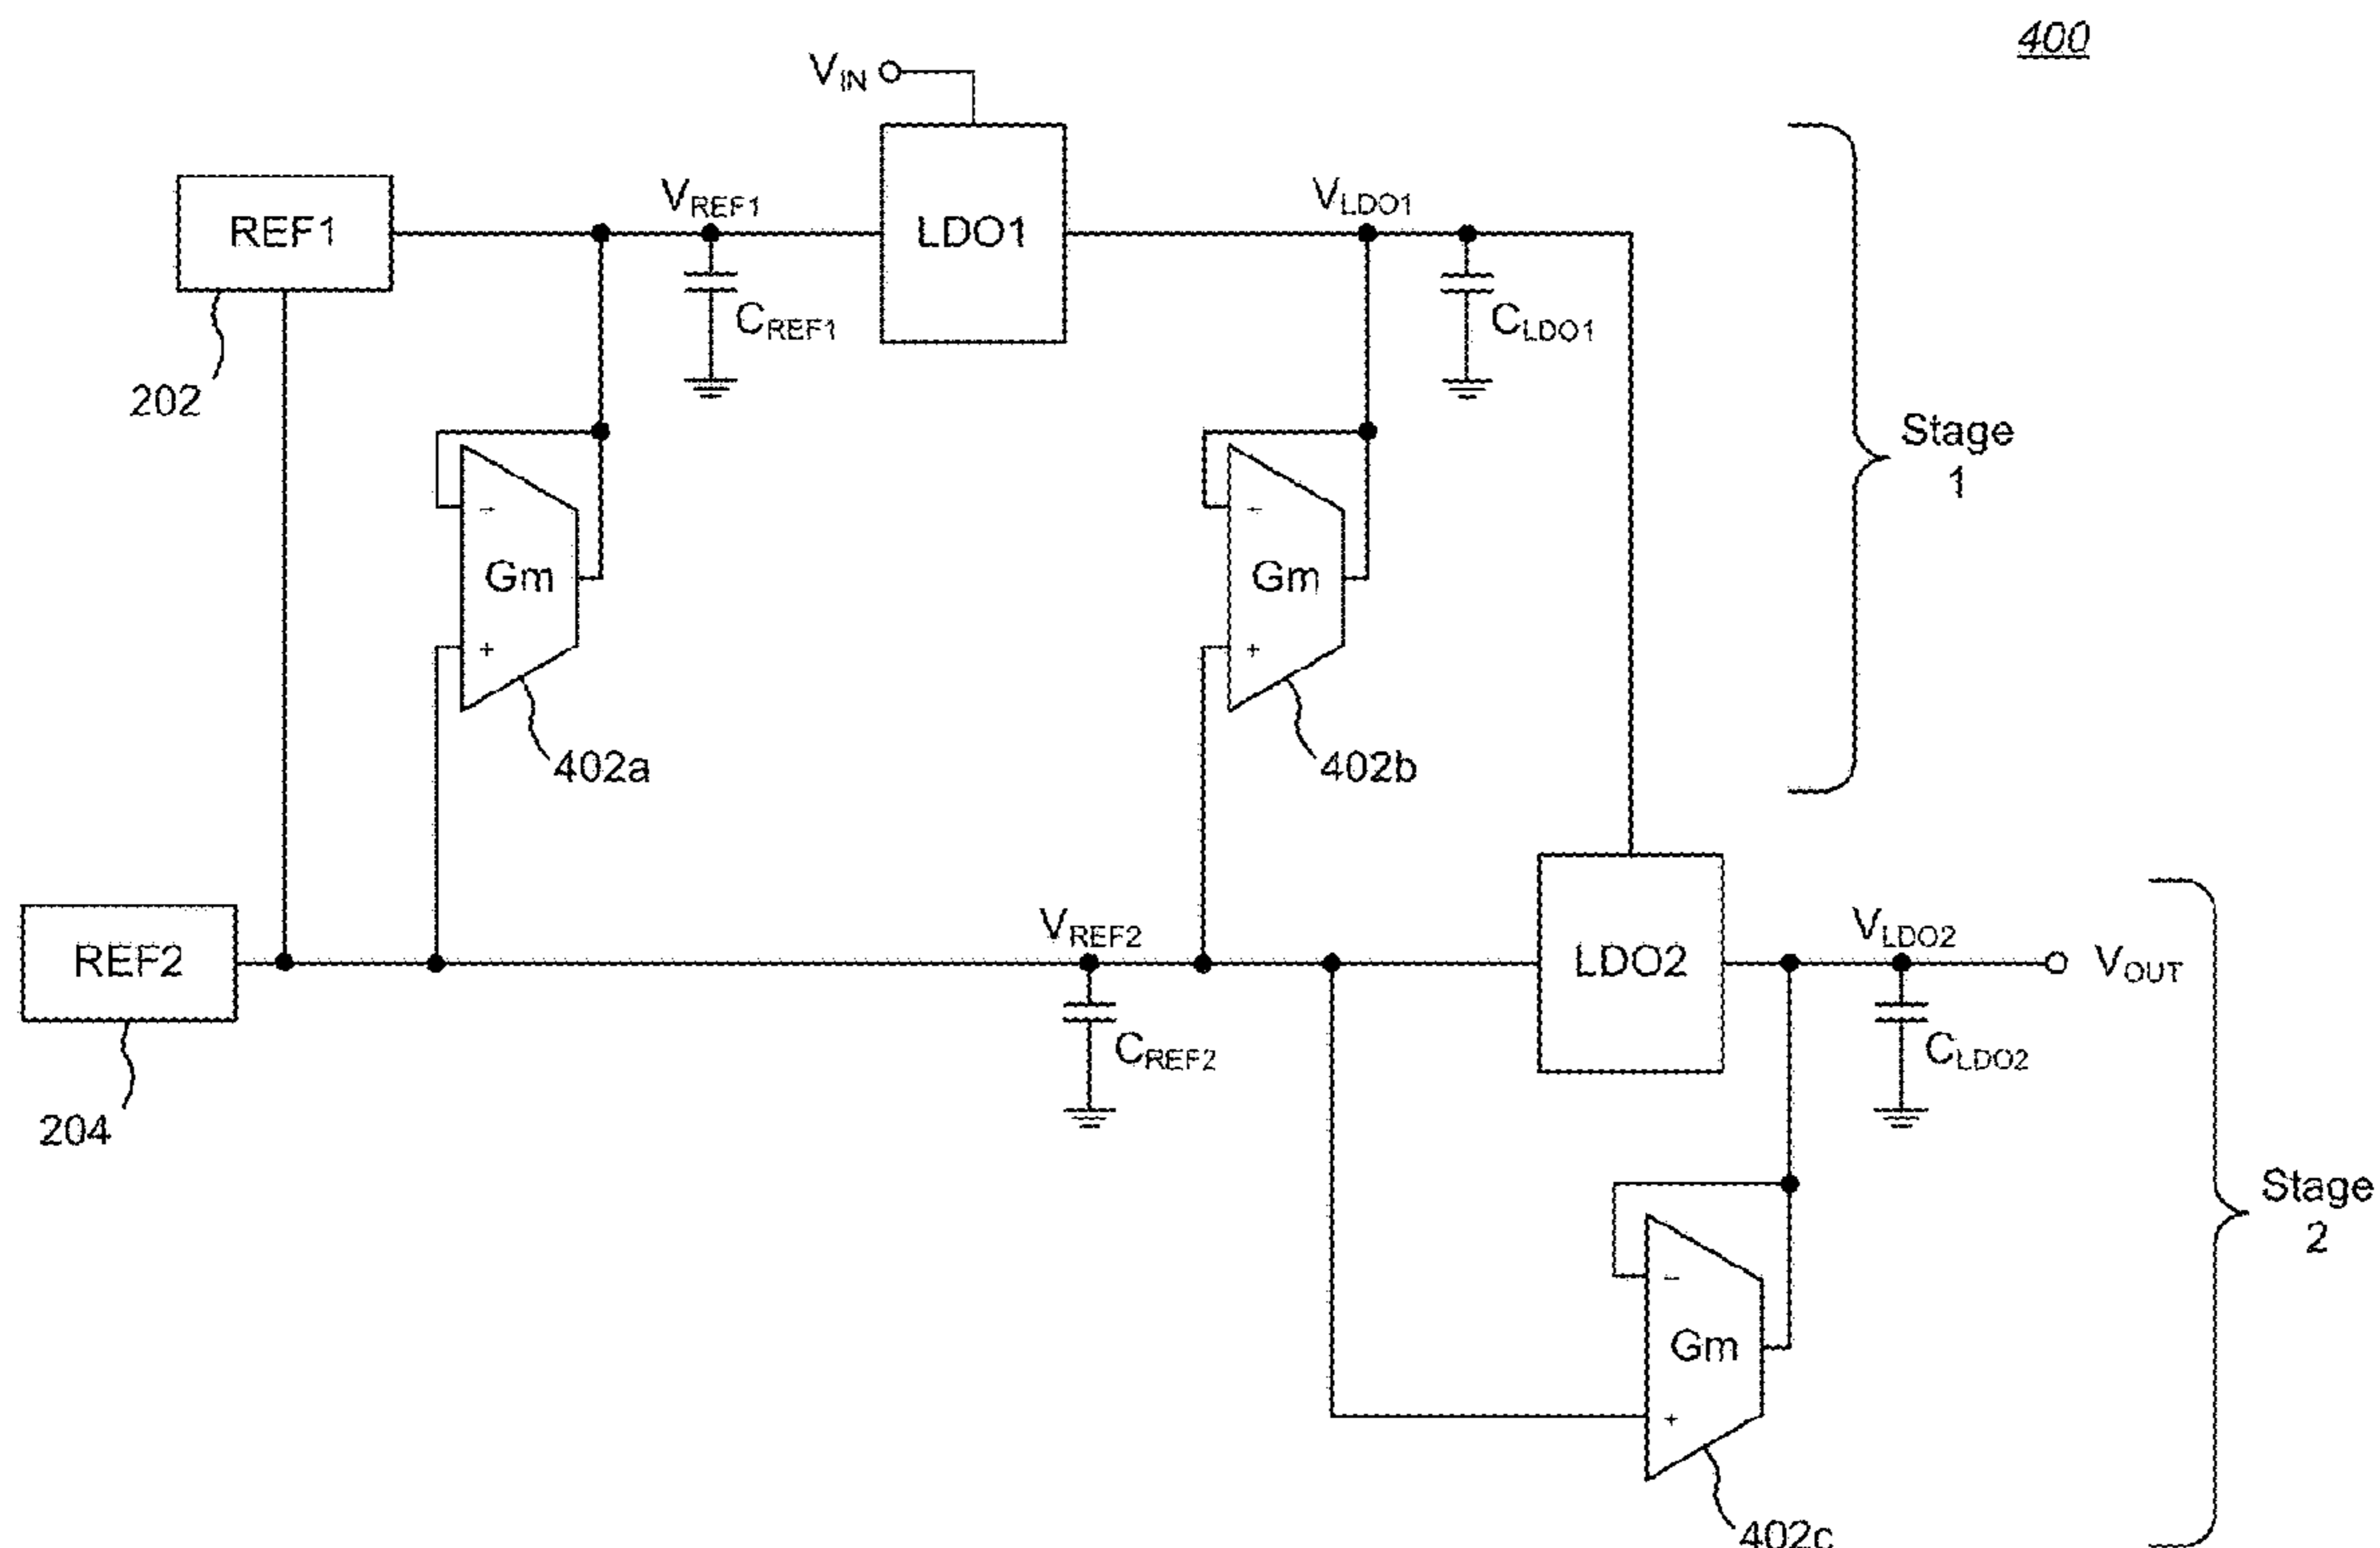 400
VIN
REF1
VREF1
LDO1
VLDO1
CREF1
CLDO1
202
Stage
1
-
Gm
+
402a
-
Gm
+
402b
REF2
VREF2
LDO2
VLDO2
VOUT
CREF2
CLDO2
204
Stage
2
-
Gm
+
402c